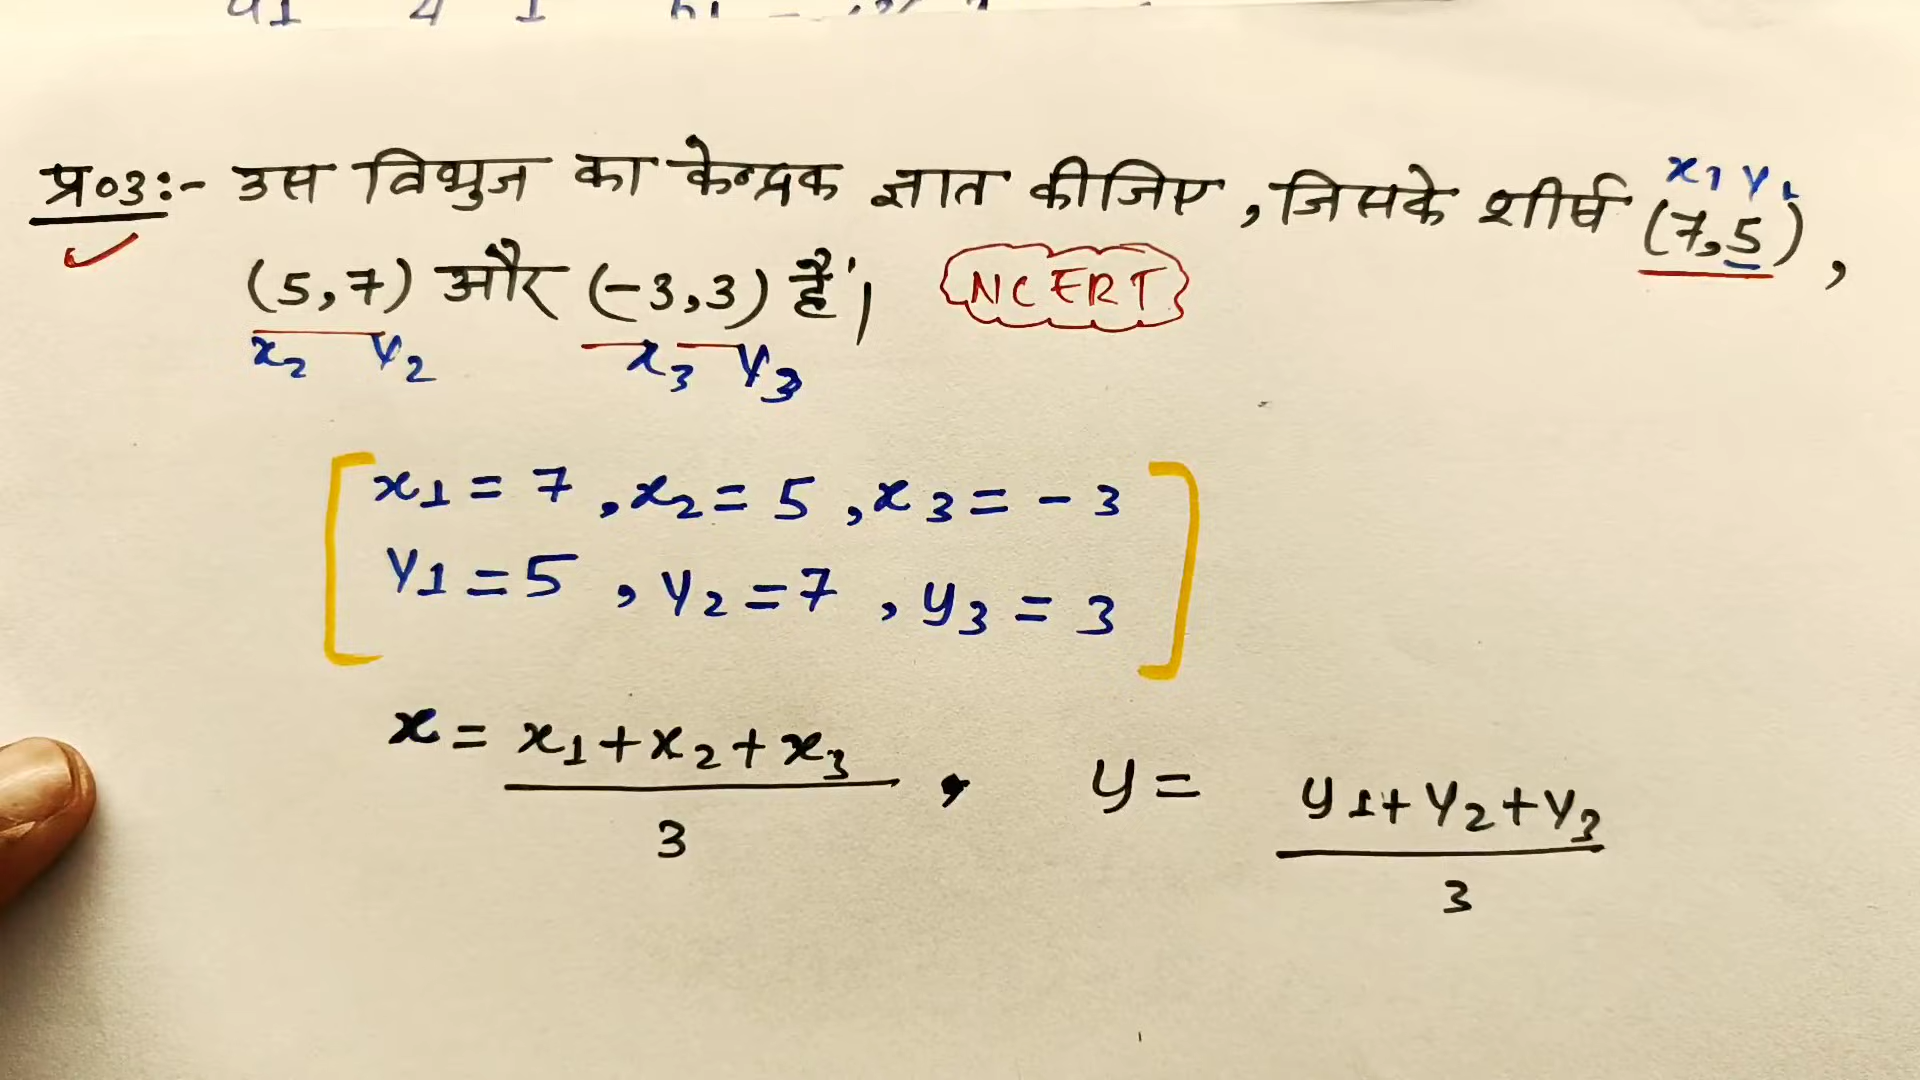 प्र०3:- उस त्रिभुज का केन्द्रक ज्ञात कीजिए, जिसके शीर्ष (7,5),
x1 y1
(5,7) और (-3,3) हैं। NCERT
x2 y2 x3 y3
x1 = 7, x2 = 5, x3 = -3
y1 = 5, y2 = 7, y3 = 3
x = x1+x2+x3 / 3, y = y1+y2+y3 / 3